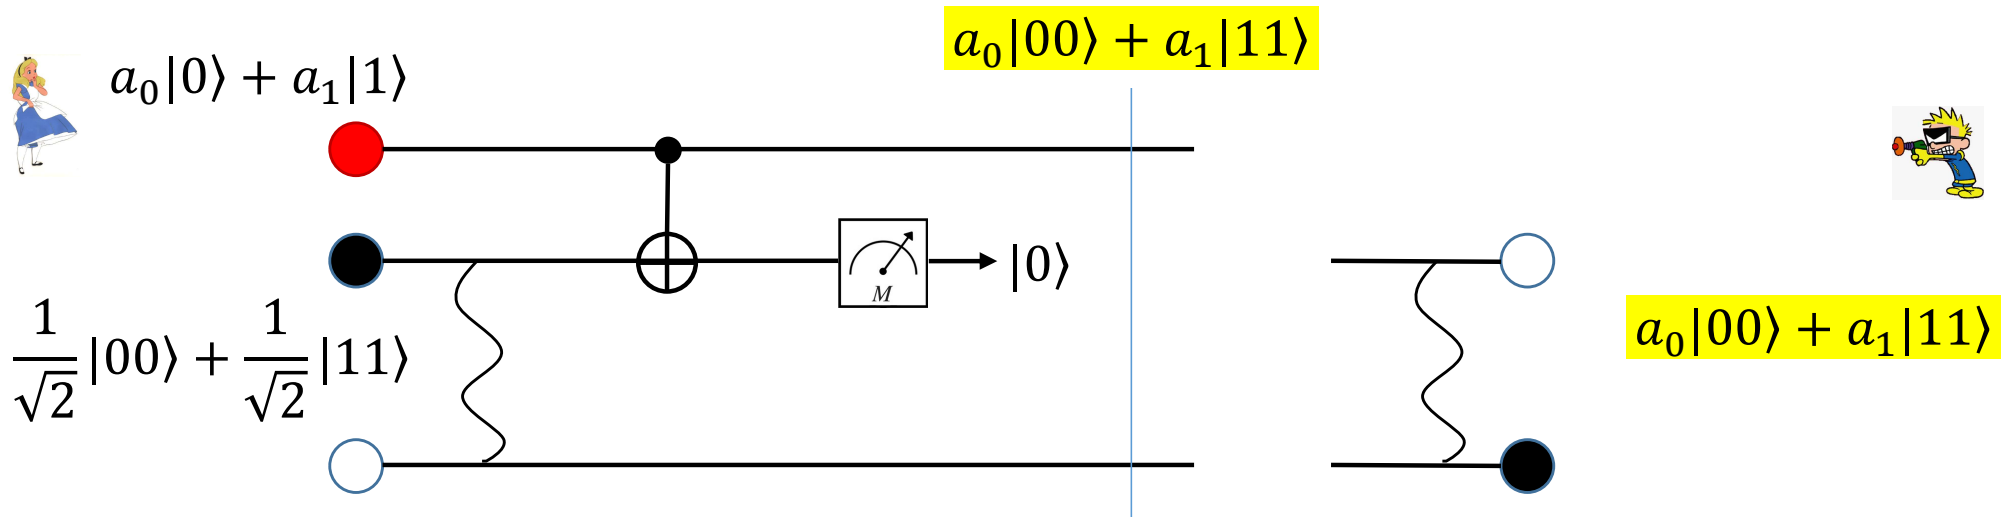 a₀|00⟩ + a₁|11⟩
a₀|0⟩ + a₁|1⟩
|0⟩
M
1/√2 |00⟩ + 1/√2 |11⟩
a₀|00⟩ + a₁|11⟩